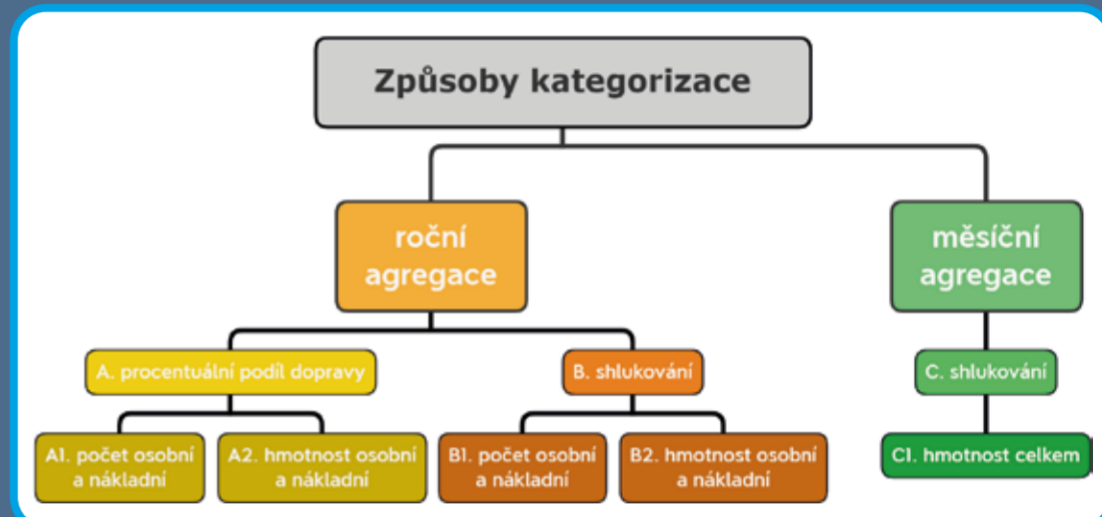 Způsoby kategorizace
roční
agregace
měsíční
agregace
A. procentuální podíl dopravy
B. shlukování
C. shlukování
A1. počet osobní
a nákladní
A2. hmotnost osobní
a nákladní
B1. počet osobní
a nákladní
B2. hmotnost osobní
a nákladní
C1. hmotnost celkem